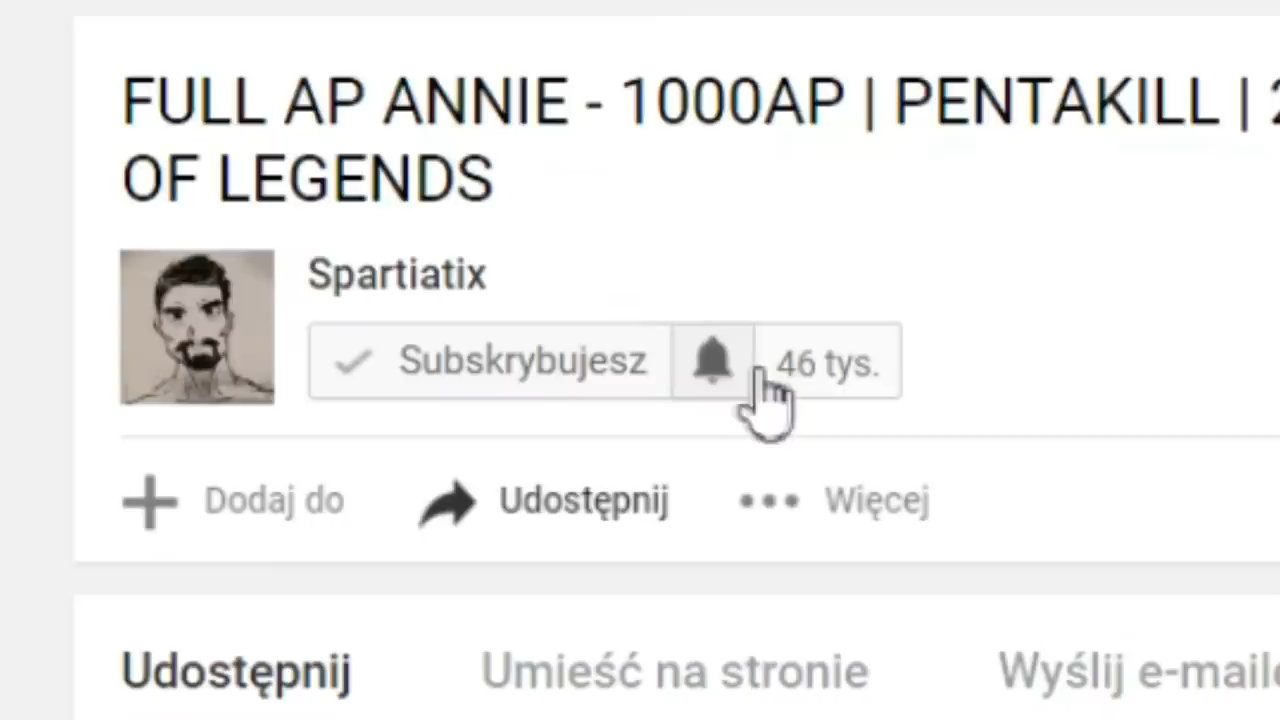 FULL AP ANNIE - 1000AP | PENTAKILL |
OF LEGENDS
Spartiatix
Subskrybujesz 46 tys.
Dodaj do Udostępnij Więcej
Udostępnij Umieść na stronie Wyślij